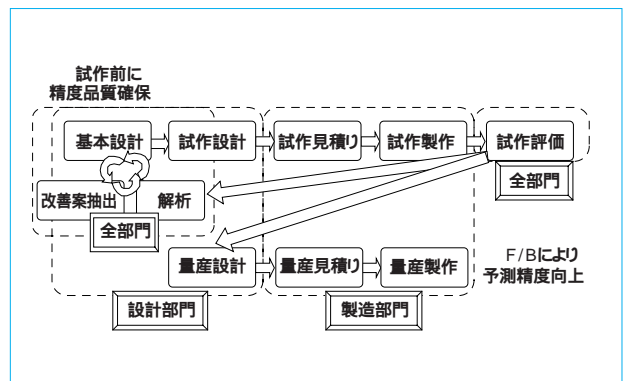 試作前に
精度品質確保
基本設計
試作設計
試作見積り
試作製作
試作評価
全部門
改善案抽出
解析
全部門
F/Bにより
予測精度向上
量産設計
量産見積り
量産製作
設計部門
製造部門